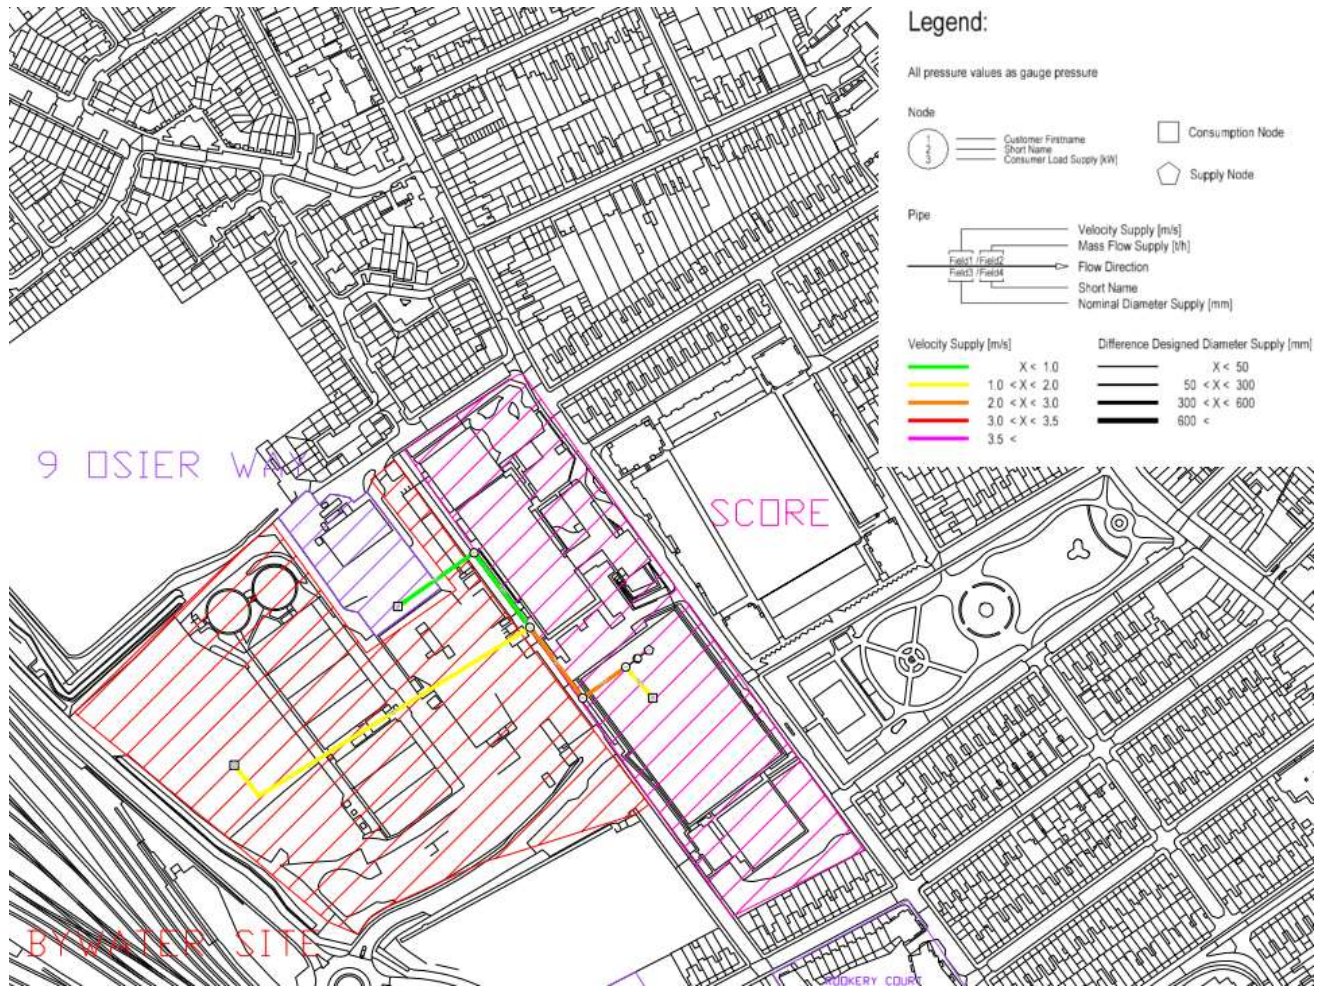 Legend:
All pressure values as gauge pressure
Node
1
2
3
Customer Firstname
Short Name
Consumer Load Supply [kW]
Consumption Node
Supply Node
Pipe
Velocity Supply [m/s]
Mass Flow Supply [t/h]
Field1 /Field2
Flow Direction
Field3 /Field4
Short Name
Nominal Diameter Supply [mm]
Velocity Supply [m/s]
X < 1.0
1.0 < X < 2.0
2.0 < X < 3.0
3.0 < X < 3.5
3.5 <
Difference Designed Diameter Supply [mm]
X < 50
50 < X < 300
300 < X < 600
600 <
9 OSIER WAY
SCORE
BYWATER SITE
ROOKERY COURT